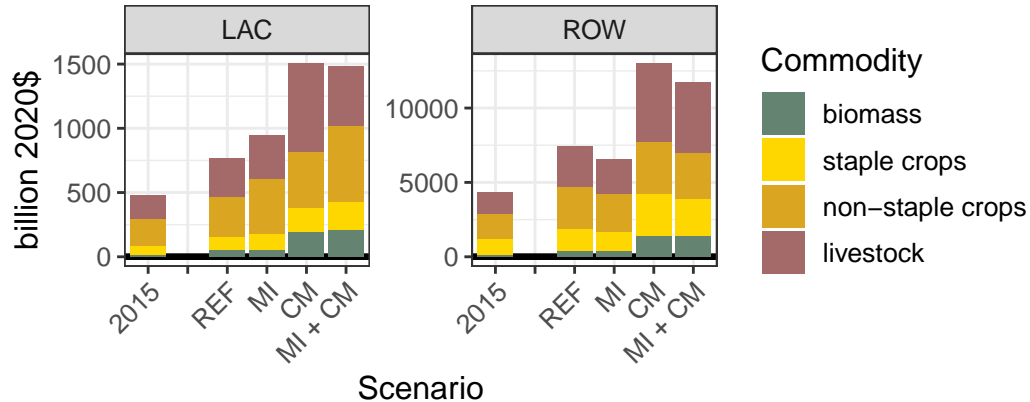 LAC
ROW
billion 2020$
1500
1000
500
0
10000
5000
0
2015
REF
MI
CM
MI + CM
2015
REF
MI
CM
MI + CM
Scenario
Commodity
biomass
staple crops
non−staple crops
livestock